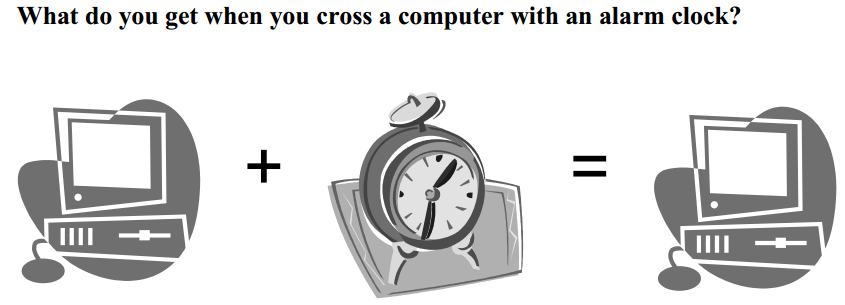 What do you get when you cross a computer with an alarm clock?
+ =